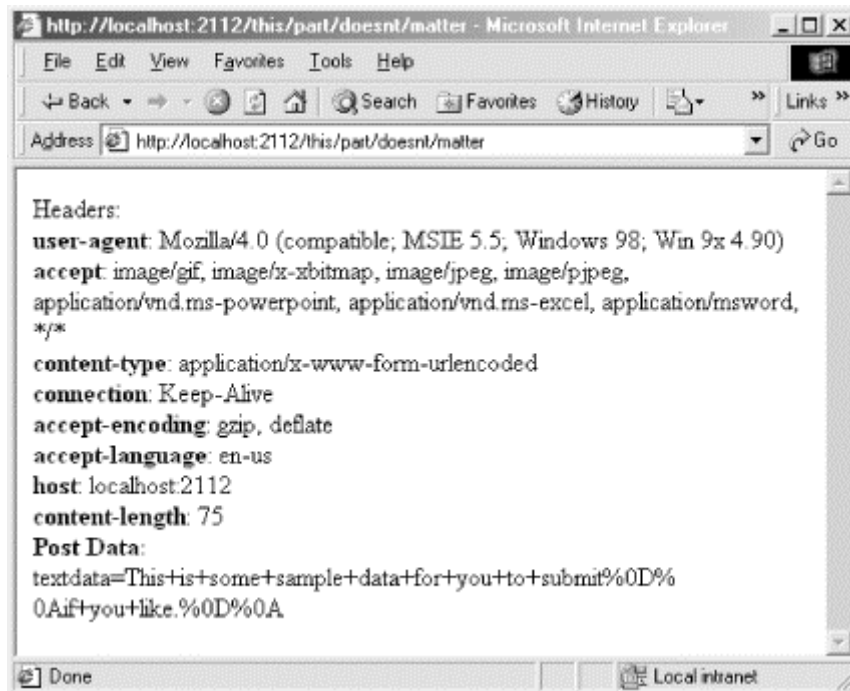 http://localhost:2112/this/part/doesnt/matter - Microsoft Internet Explorer
File Edit View Favorites Tools Help
Back Search Favorites History Links »
Address http://localhost:2112/this/part/doesnt/matter Go
Headers:
user-agent: Mozilla/4.0 (compatible; MSIE 5.5; Windows 98; Win 9x 4.90)
accept: image/gif, image/x-xbitmap, image/jpeg, image/pjpeg,
application/vnd.ms-powerpoint, application/vnd.ms-excel, application/msword,
*/*
content-type: application/x-www-form-urlencoded
connection: Keep-Alive
accept-encoding: gzip, deflate
accept-language: en-us
host: localhost:2112
content-length: 75
Post Data:
textdata=This+is+some+sample+data+for+you+to+submit%0D%
0Aif+you+like.%0D%0A
Done Local intranet